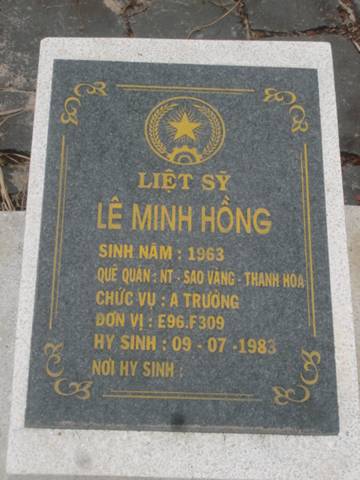 LIỆT SỸ
LÊ MINH HỒNG
SINH NĂM : 1963
QUÊ QUÁN : NT - SAO VÀNG - THANH HÓA
CHỨC VỤ : A TRƯỞNG
ĐƠN VỊ : E96.F309
HY SINH : 09 - 07 -1983
NƠI HY SINH :